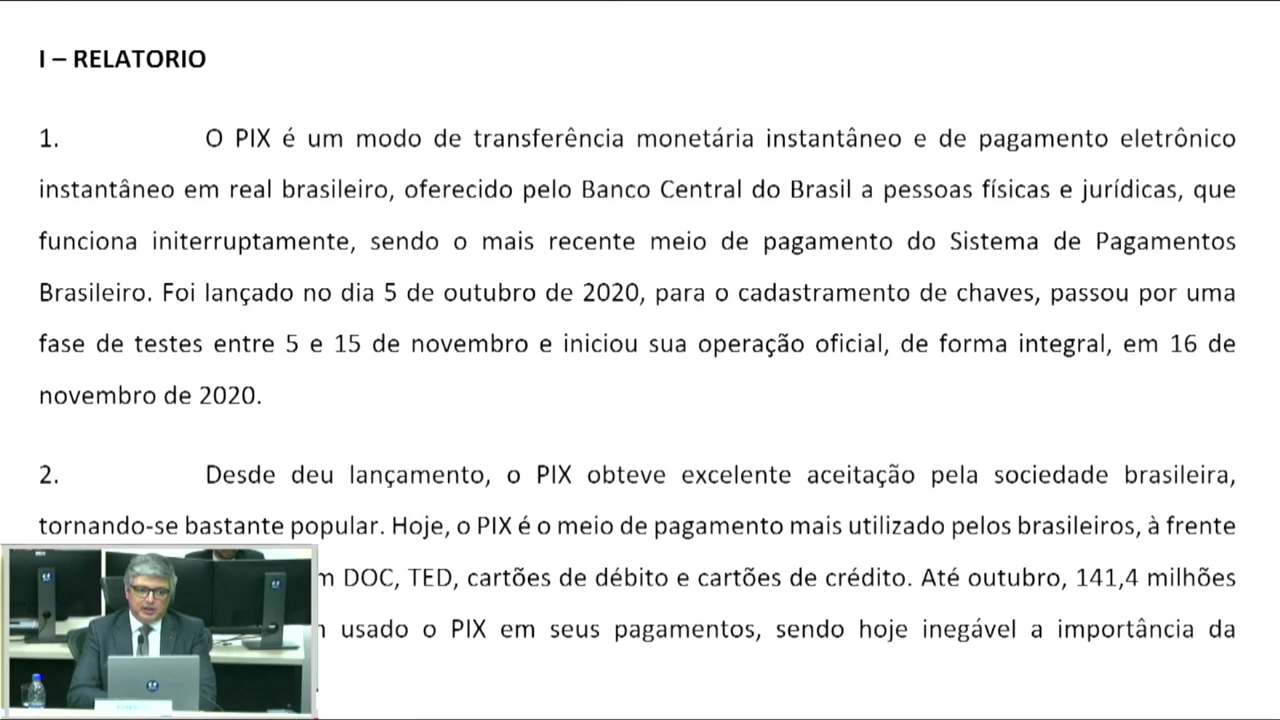 I – RELATORIO
1. O PIX é um modo de transferência monetária instantâneo e de pagamento eletrônico
instantâneo em real brasileiro, oferecido pelo Banco Central do Brasil a pessoas físicas e jurídicas, que
funciona initerruptamente, sendo o mais recente meio de pagamento do Sistema de Pagamentos
Brasileiro. Foi lançado no dia 5 de outubro de 2020, para o cadastramento de chaves, passou por uma
fase de testes entre 5 e 15 de novembro e iniciou sua operação oficial, de forma integral, em 16 de
novembro de 2020.
2. Desde deu lançamento, o PIX obteve excelente aceitação pela sociedade brasileira,
tornando-se bastante popular. Hoje, o PIX é o meio de pagamento mais utilizado pelos brasileiros, à frente
DOC, TED, cartões de débito e cartões de crédito. Até outubro, 141,4 milhões
usado o PIX em seus pagamentos, sendo hoje inegável a importância da